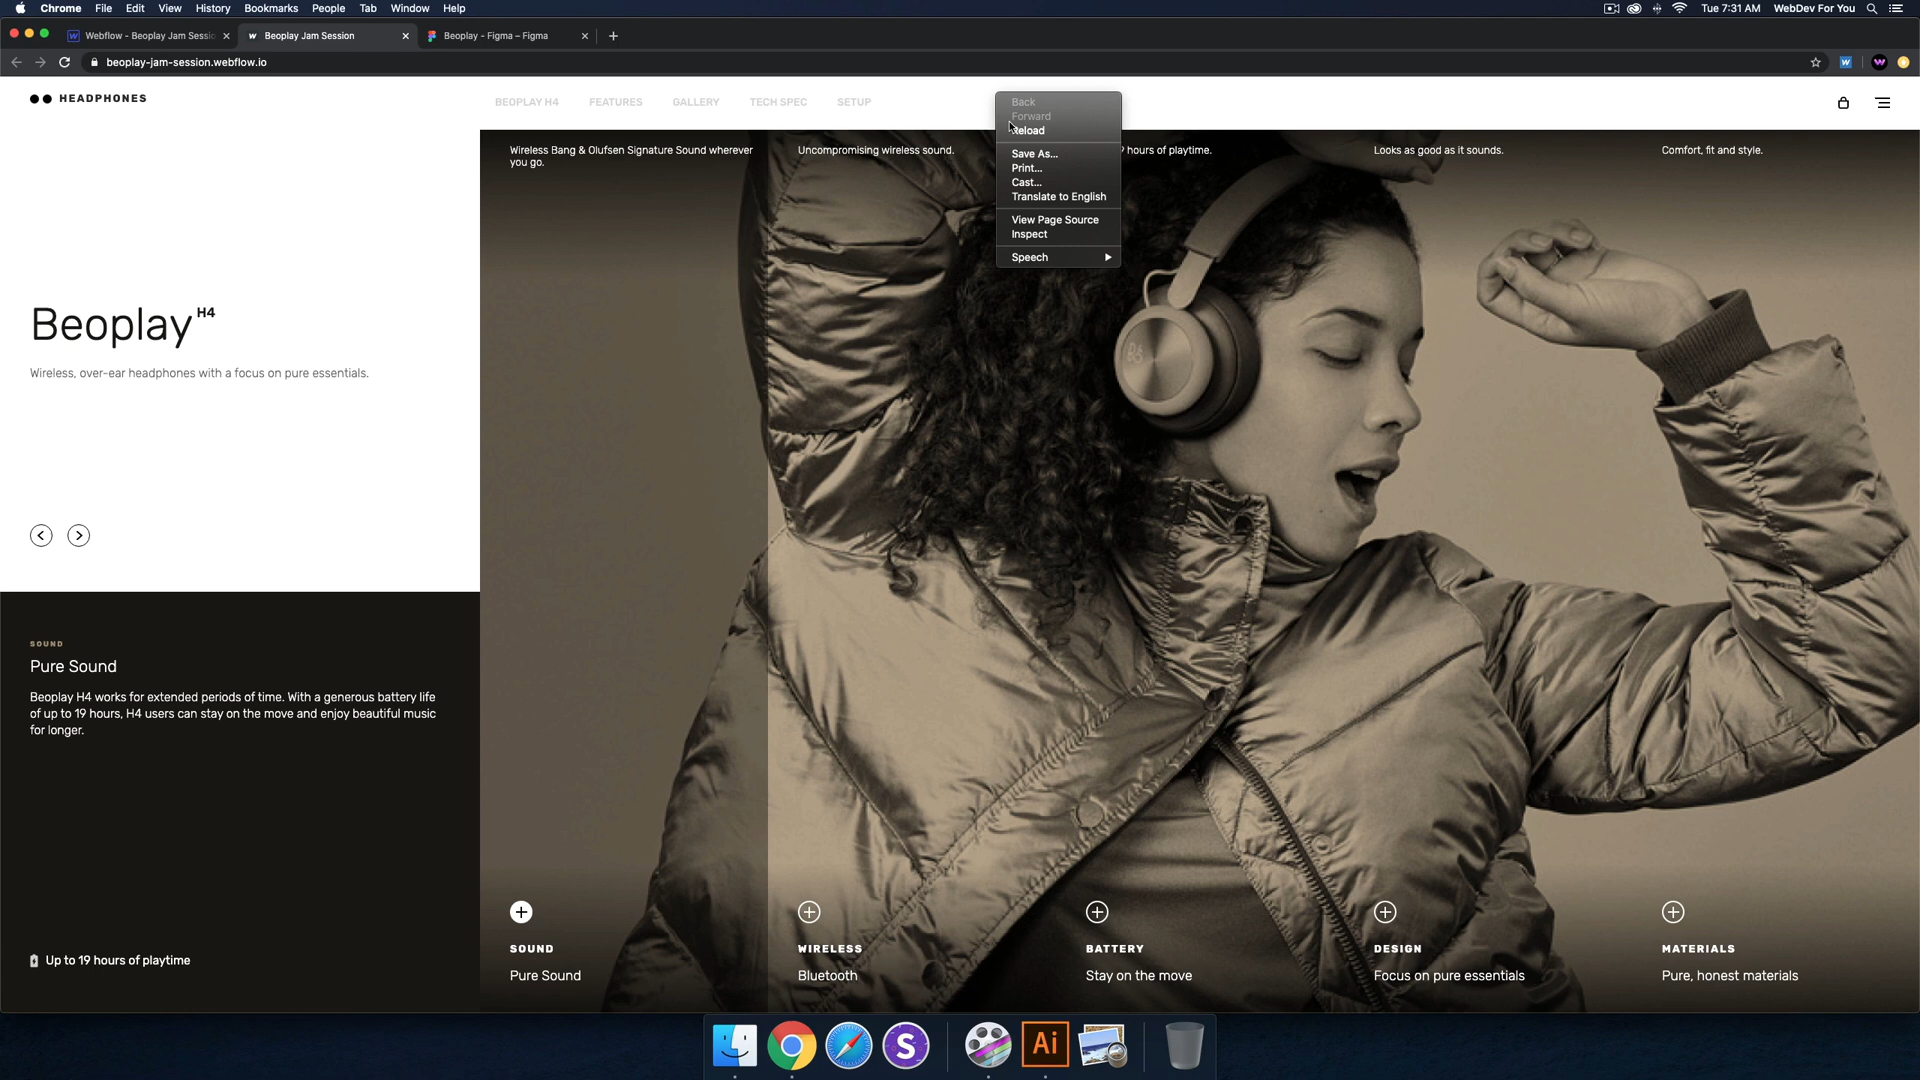 Chrome File Edit View History Bookmarks People Tab Window Help Tue 7:31 AM WebDev For You
Webflow - Beoplay Jam Sessio
Beoplay Jam Session
Beoplay - Figma – Figma
beoplay-jam-session.webflow.io
HEADPHONES
BEOPLAY H4 FEATURES GALLERY TECH SPEC SETUP
Back
Forward
Reload
Save As...
Print...
Cast...
Translate to English
View Page Source
Inspect
Speech
Wireless Bang & Olufsen Signature Sound wherever
you go.
Uncompromising wireless sound.
hours of playtime.
Looks as good as it sounds.
Comfort, fit and style.
Beoplay H4
Wireless, over-ear headphones with a focus on pure essentials.
SOUND
Pure Sound
Beoplay H4 works for extended periods of time. With a generous battery life
of up to 19 hours, H4 users can stay on the move and enjoy beautiful music
for longer.
Up to 19 hours of playtime
SOUND
Pure Sound
WIRELESS
Bluetooth
BATTERY
Stay on the move
DESIGN
Focus on pure essentials
MATERIALS
Pure, honest materials
Ai